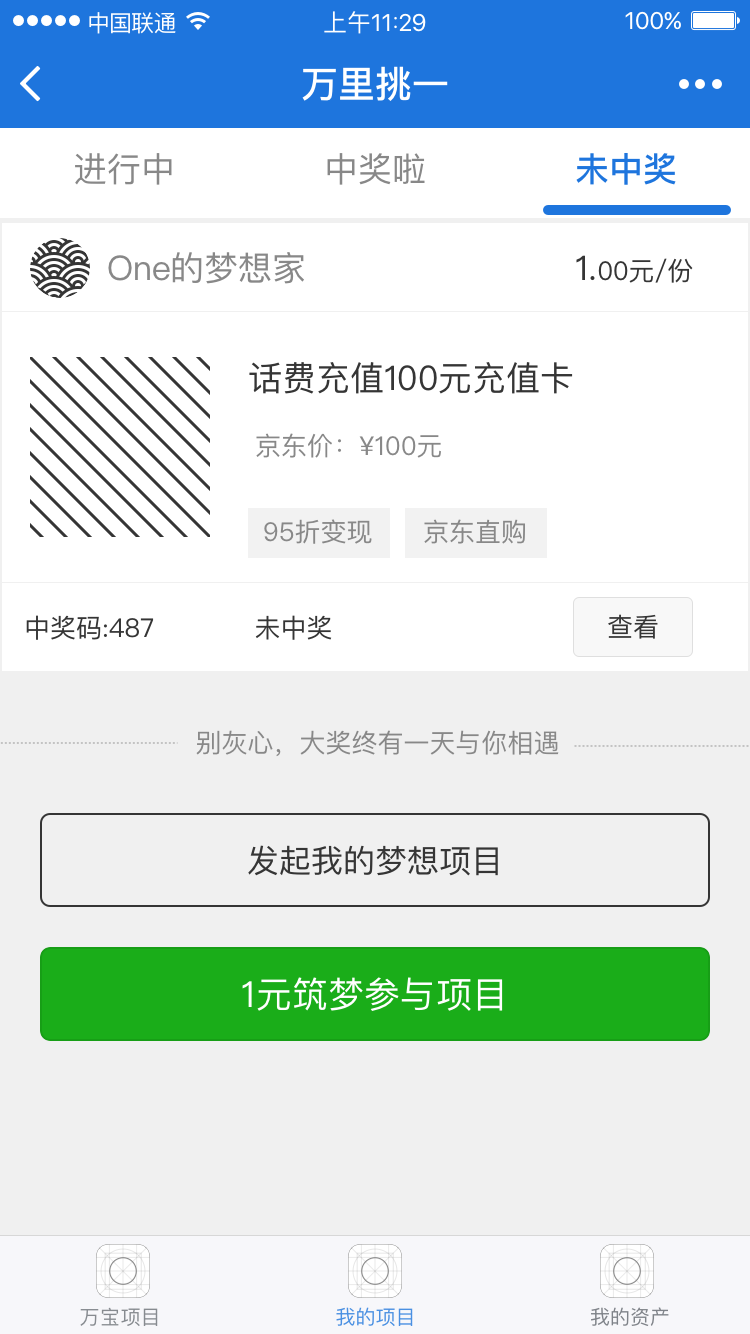 中国联通 上午11:29 100%
万里挑一
进行中 中奖啦 未中奖
One的梦想家 1.00元/份
话费充值100元充值卡
京东价：¥100元
95折变现 京东直购
中奖码:487 未中奖 查看
别灰心，大奖终有一天与你相遇
发起我的梦想项目
1元筑梦参与项目
万宝项目 我的项目 我的资产